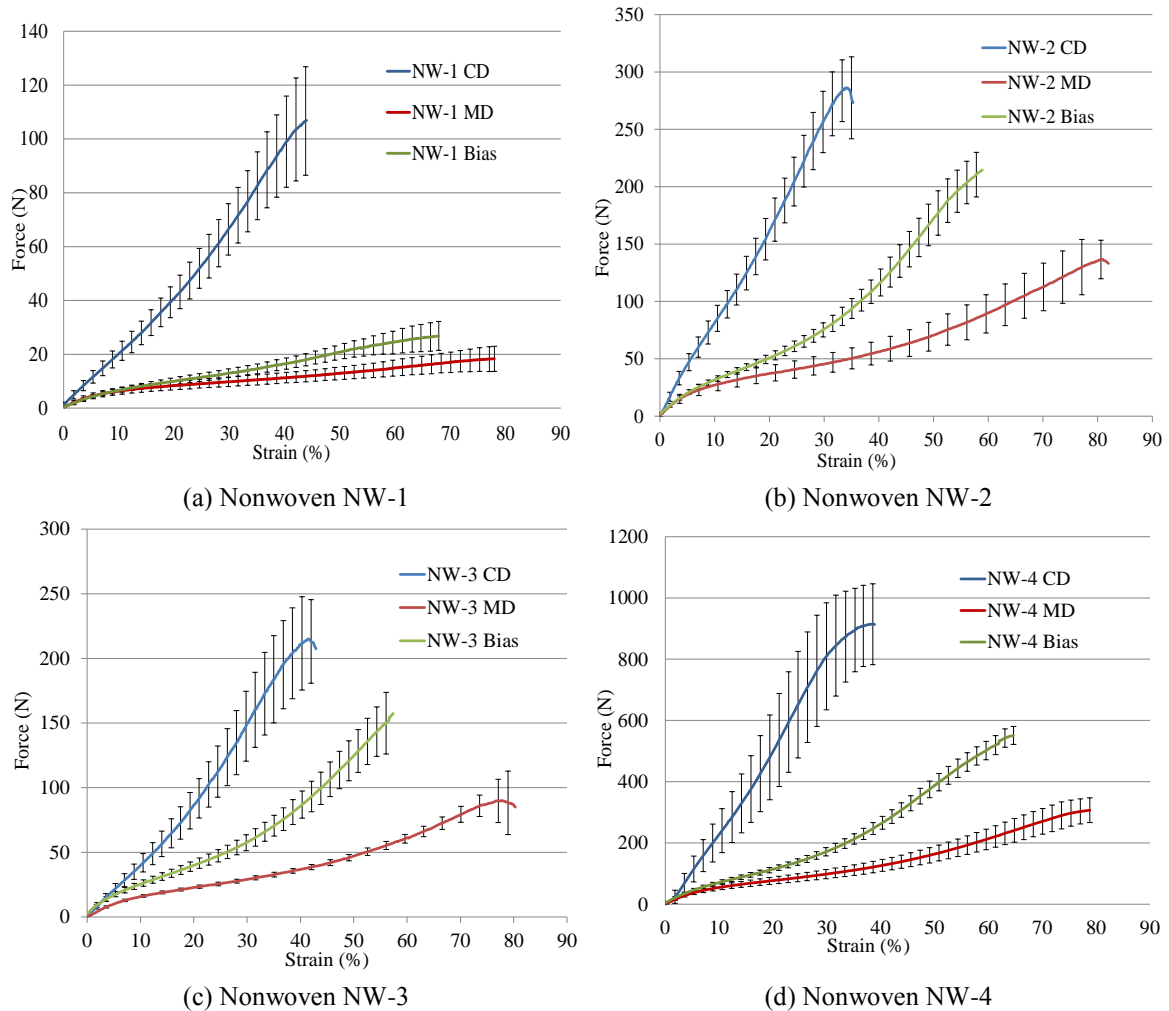 140
120
100
80
60
40
20
0
Force (N)
NW-1 CD
NW-1 MD
NW-1 Bias
0 10 20 30 40 50 60 70 80 90
Strain (%)
(a) Nonwoven NW-1
350
300
250
200
150
100
50
0
Force (N)
NW-2 CD
NW-2 MD
NW-2 Bias
0 10 20 30 40 50 60 70 80 90
Strain (%)
(b) Nonwoven NW-2
300
250
200
150
100
50
0
Force (N)
NW-3 CD
NW-3 MD
NW-3 Bias
0 10 20 30 40 50 60 70 80 90
Strain (%)
(c) Nonwoven NW-3
1200
1000
800
600
400
200
0
Force (N)
NW-4 CD
NW-4 MD
NW-4 Bias
0 10 20 30 40 50 60 70 80 90
Strain (%)
(d) Nonwoven NW-4